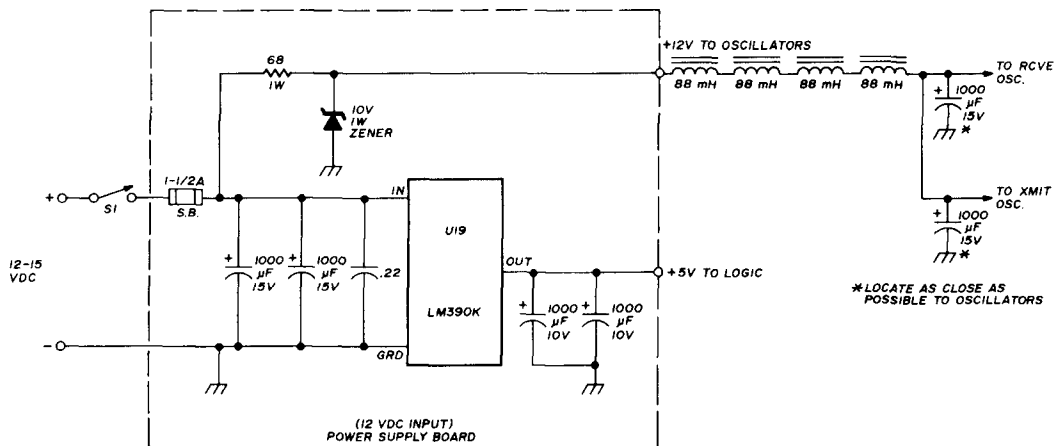 +12V TO OSCILLATORS
68
1W
88 mH
88 mH
88 mH
88 mH
TO RCVE
OSC.
+
1000
µF
15V
*
10V
1W
ZENER
1-1/2A
S.B.
+
S1
IN
U19
LM390K
OUT
GRD
TO XMIT
OSC.
+
1000
µF
15V
*
12-15
VDC
+
1000
µF
15V
+
1000
µF
15V
.22
+5V TO LOGIC
+
1000
µF
10V
+
1000
µF
10V
*LOCATE AS CLOSE AS
POSSIBLE TO OSCILLATORS
-
(12 VDC INPUT)
POWER SUPPLY BOARD